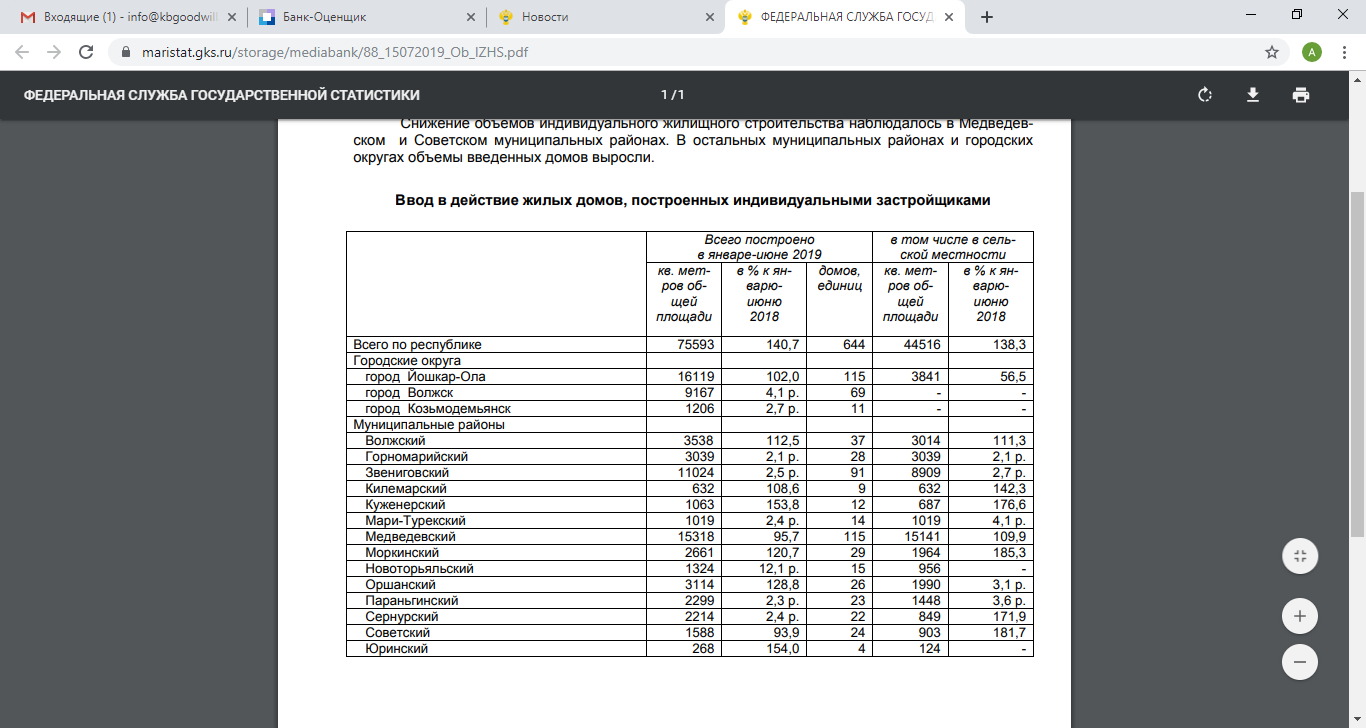 Входящие (1) - info@kbgoodwill
Банк-Оценщик
Новости
ФЕДЕРАЛЬНАЯ СЛУЖБА ГОСУД
maristat.gks.ru/storage/mediabank/88_15072019_Ob_IZHS.pdf
A
ФЕДЕРАЛЬНАЯ СЛУЖБА ГОСУДАРСТВЕННОЙ СТАТИСТИКИ
1 / 1
Снижение объемов индивидуального жилищного строительства наблюдалось в Медведев-
ском и Советском муниципальных районах. В остальных муниципальных районах и городских
округах объемы введенных домов выросли.
Ввод в действие жилых домов, построенных индивидуальными застройщиками
Всего построено
в январе-июне 2019
в том числе в сель-
ской местности
кв. мет-
ров об-
щей
площади
в % к ян-
варю-
июню
2018
домов,
единиц
кв. мет-
ров об-
щей
площади
в % к ян-
варю-
июню
2018
Всего по республике 75593 140,7 644 44516 138,3
Городские округа
город Йошкар-Ола 16119 102,0 115 3841 56,5
город Волжск 9167 4,1 р. 69 - -
город Козьмодемьянск 1206 2,7 р. 11 - -
Муниципальные районы
Волжский 3538 112,5 37 3014 111,3
Горномарийский 3039 2,1 р. 28 3039 2,1 р.
Звениговский 11024 2,5 р. 91 8909 2,7 р.
Килемарский 632 108,6 9 632 142,3
Куженерский 1063 153,8 12 687 176,6
Мари-Турекский 1019 2,4 р. 14 1019 4,1 р.
Медведевский 15318 95,7 115 15141 109,9
Моркинский 2661 120,7 29 1964 185,3
Новоторьяльский 1324 12,1 р. 15 956 -
Оршанский 3114 128,8 26 1990 3,1 р.
Параньгинский 2299 2,3 р. 23 1448 3,6 р.
Сернурский 2214 2,4 р. 22 849 171,9
Советский 1588 93,9 24 903 181,7
Юринский 268 154,0 4 124 -